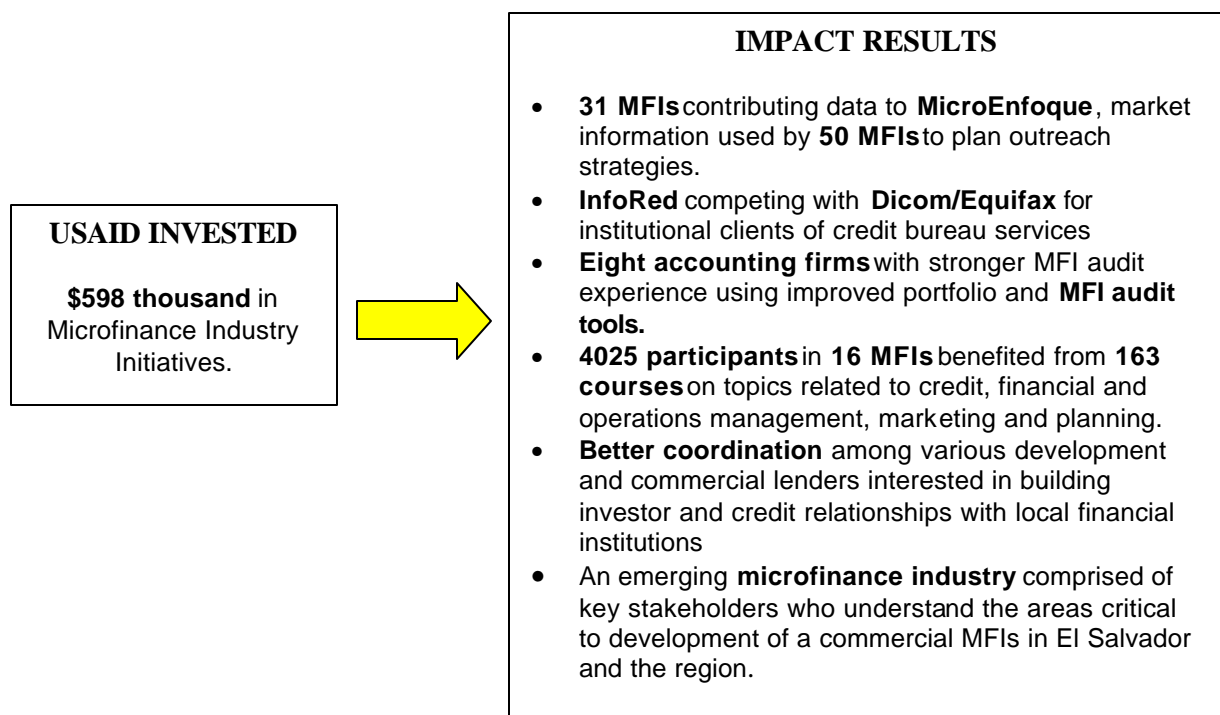 USAID INVESTED
$598 thousand in
Microfinance Industry
Initiatives.
IMPACT RESULTS
• 31 MFIs contributing data to MicroEnfoque, market
information used by 50 MFIs to plan outreach
strategies.
• InfoRed competing with Dicom/Equifax for
institutional clients of credit bureau services
• Eight accounting firms with stronger MFI audit
experience using improved portfolio and MFI audit
tools.
• 4025 participants in 16 MFIs benefited from 163
courses on topics related to credit, financial and
operations management, marketing and planning.
• Better coordination among various development
and commercial lenders interested in building
investor and credit relationships with local financial
institutions
• An emerging microfinance industry comprised of
key stakeholders who understand the areas critical
to development of a commercial MFIs in El Salvador
and the region.